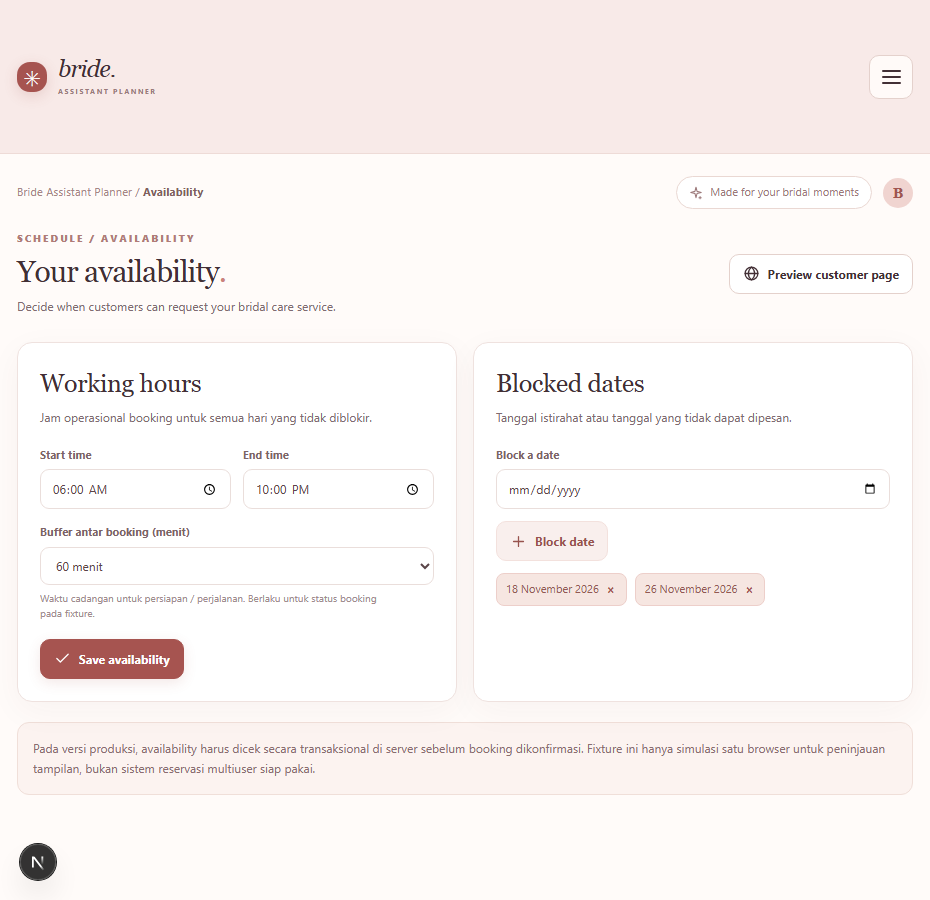 bride.
ASSISTANT PLANNER
Bride Assistant Planner / Availability
Made for your bridal moments
B
SCHEDULE / AVAILABILITY
Your availability.
Preview customer page
Decide when customers can request your bridal care service.
Working hours
Jam operasional booking untuk semua hari yang tidak diblokir.
Start time
End time
06:00 AM
10:00 PM
Buffer antar booking (menit)
60 menit
Waktu cadangan untuk persiapan / perjalanan. Berlaku untuk status booking
pada fixture.
Save availability
Blocked dates
Tanggal istirahat atau tanggal yang tidak dapat dipesan.
Block a date
mm/dd/yyyy
Block date
18 November 2026 ×
26 November 2026 ×
Pada versi produksi, availability harus dicek secara transaksional di server sebelum booking dikonfirmasi. Fixture ini hanya simulasi satu browser untuk peninjauan
tampilan, bukan sistem reservasi multiuser siap pakai.
N